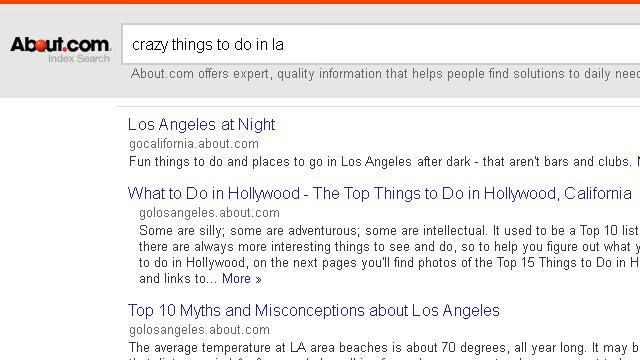 About.com
Index Search
crazy things to do in la
About.com offers expert, quality information that helps people find solutions to daily
Los Angeles at Night
gocalifornia.about.com
Fun things to do and places to go in Los Angeles after dark - that aren't bars and clubs.
What to Do in Hollywood - The Top Things to Do in Hollywood, California
golosangeles.about.com
Some are silly; some are adventurous; some are intellectual. It used to be a Top 10 list
there are always more interesting things to see and do, so to help you figure out what
to do in Hollywood, on the next pages you'll find photos of the Top 15 Things to Do in H
and links to... More »
Top 10 Myths and Misconceptions about Los Angeles
golosangeles.about.com
The average temperature at LA area beaches is about 70 degrees, all year long. It may b